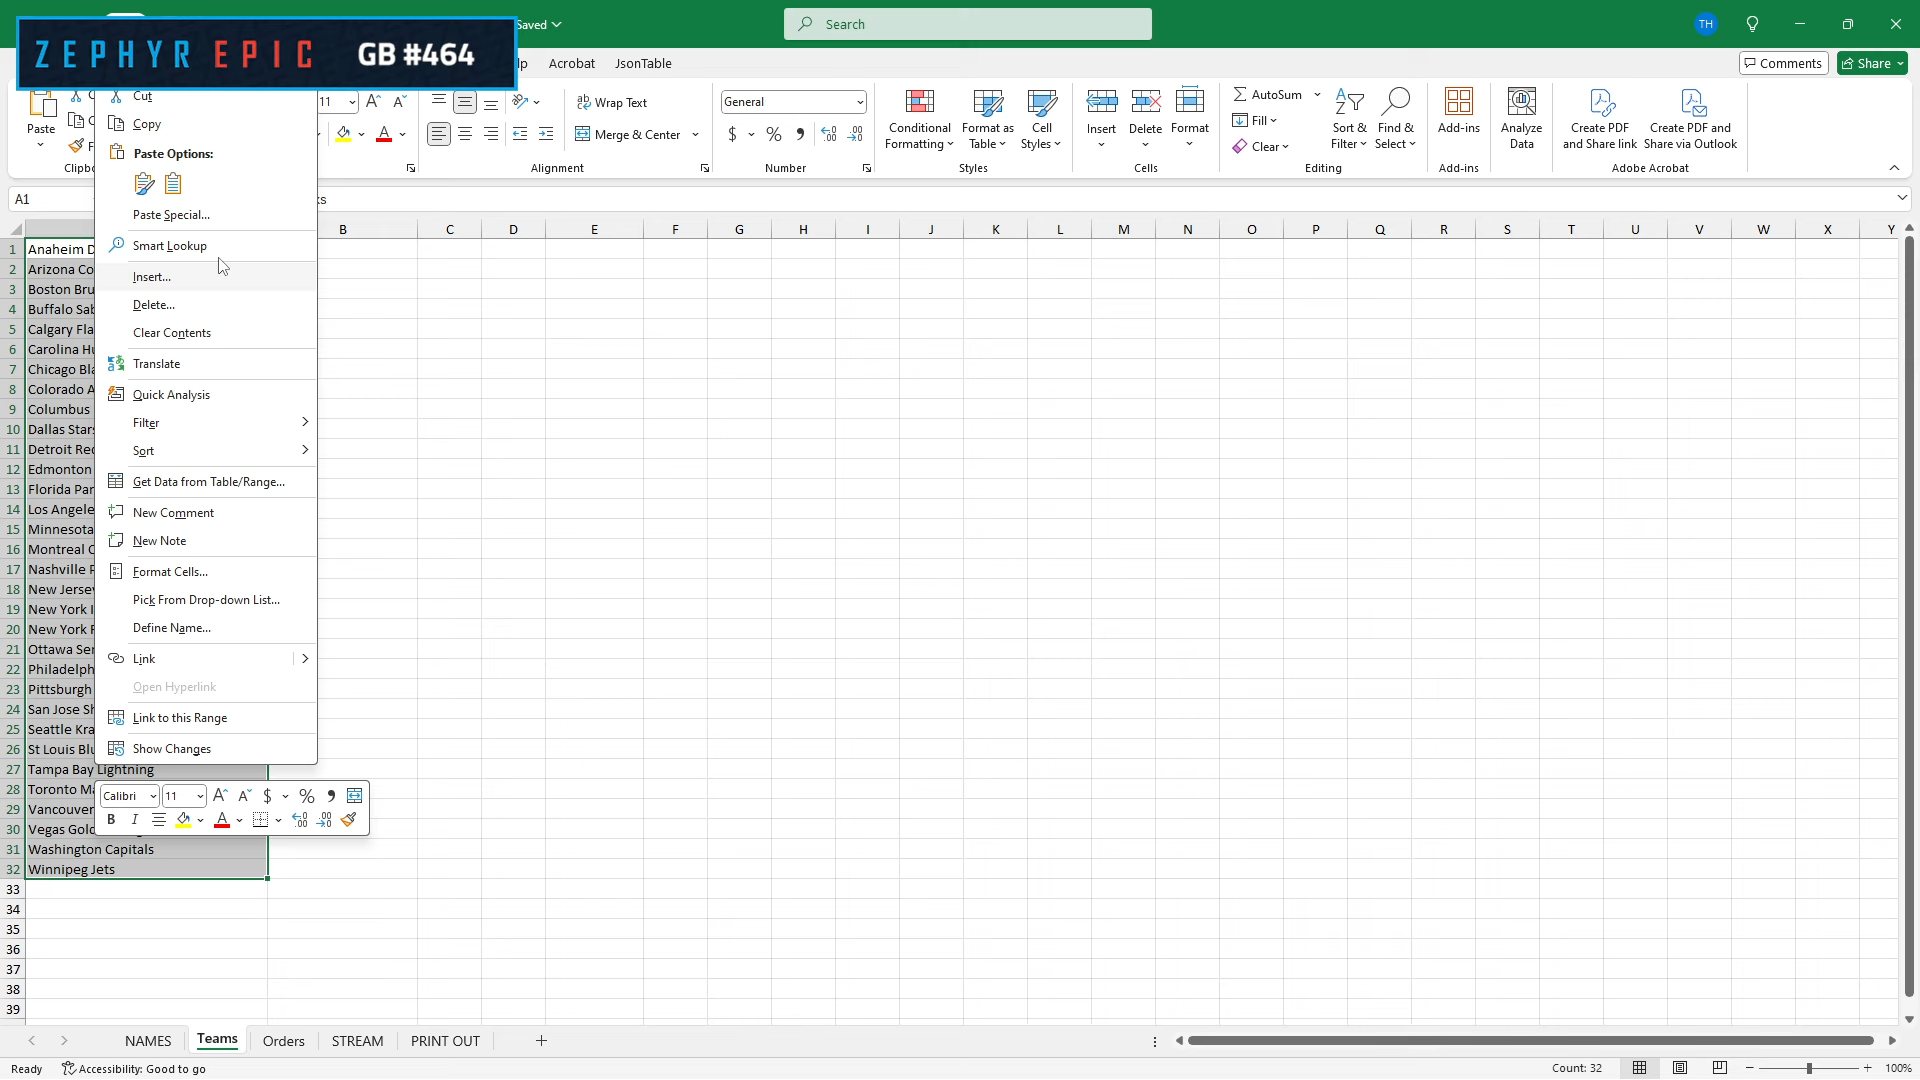 Saved
Search
TH
ZEPHYR EPIC GB #464
Acrobat JsonTable
Comments Share
Paste
11
Wrap Text
Merge & Center
General
$ % ,
Conditional Formatting
Format as Table
Cell Styles
Insert
Delete
Format
AutoSum
Fill
Clear
Sort & Filter
Find & Select
Add-ins
Analyze Data
Create PDF and Share link
Create PDF and Share via Outlook
Alignment Number Styles Cells Editing Add-ins Adobe Acrobat
A1
Cut
Copy
Paste Options:
Paste Special...
Smart Lookup
Insert...
Delete...
Clear Contents
Translate
Quick Analysis
Filter
Sort
Get Data from Table/Range...
New Comment
New Note
Format Cells...
Pick From Drop-down List...
Define Name...
Link
Open Hyperlink
Link to this Range
Show Changes
B C D E F G H I J K L M N O P Q R S T U V W X Y
1 Anaheim D
2 Arizona Co
3 Boston Bru
4 Buffalo Sab
5 Calgary Fla
6 Carolina Hu
7 Chicago Bla
8 Colorado A
9 Columbus
10 Dallas Stars
11 Detroit Red
12 Edmonton
13 Florida Pan
14 Los Angele
15 Minnesota
16 Montreal C
17 Nashville P
18 New Jersey
19 New York I
20 New York R
21 Ottawa Sen
22 Philadelph
23 Pittsburgh
24 San Jose Sh
25 Seattle Kra
26 St Louis Blu
27 Tampa Bay Lightning
28 Toronto Ma
29 Vancouver
30 Vegas Gold
31 Washington Capitals
32 Winnipeg Jets
33
34
35
36
37
38
39
Calibri 11 A A $ % ,
B I A
NAMES Teams Orders STREAM PRINT OUT
Ready Accessibility: Good to go Count: 32 100%